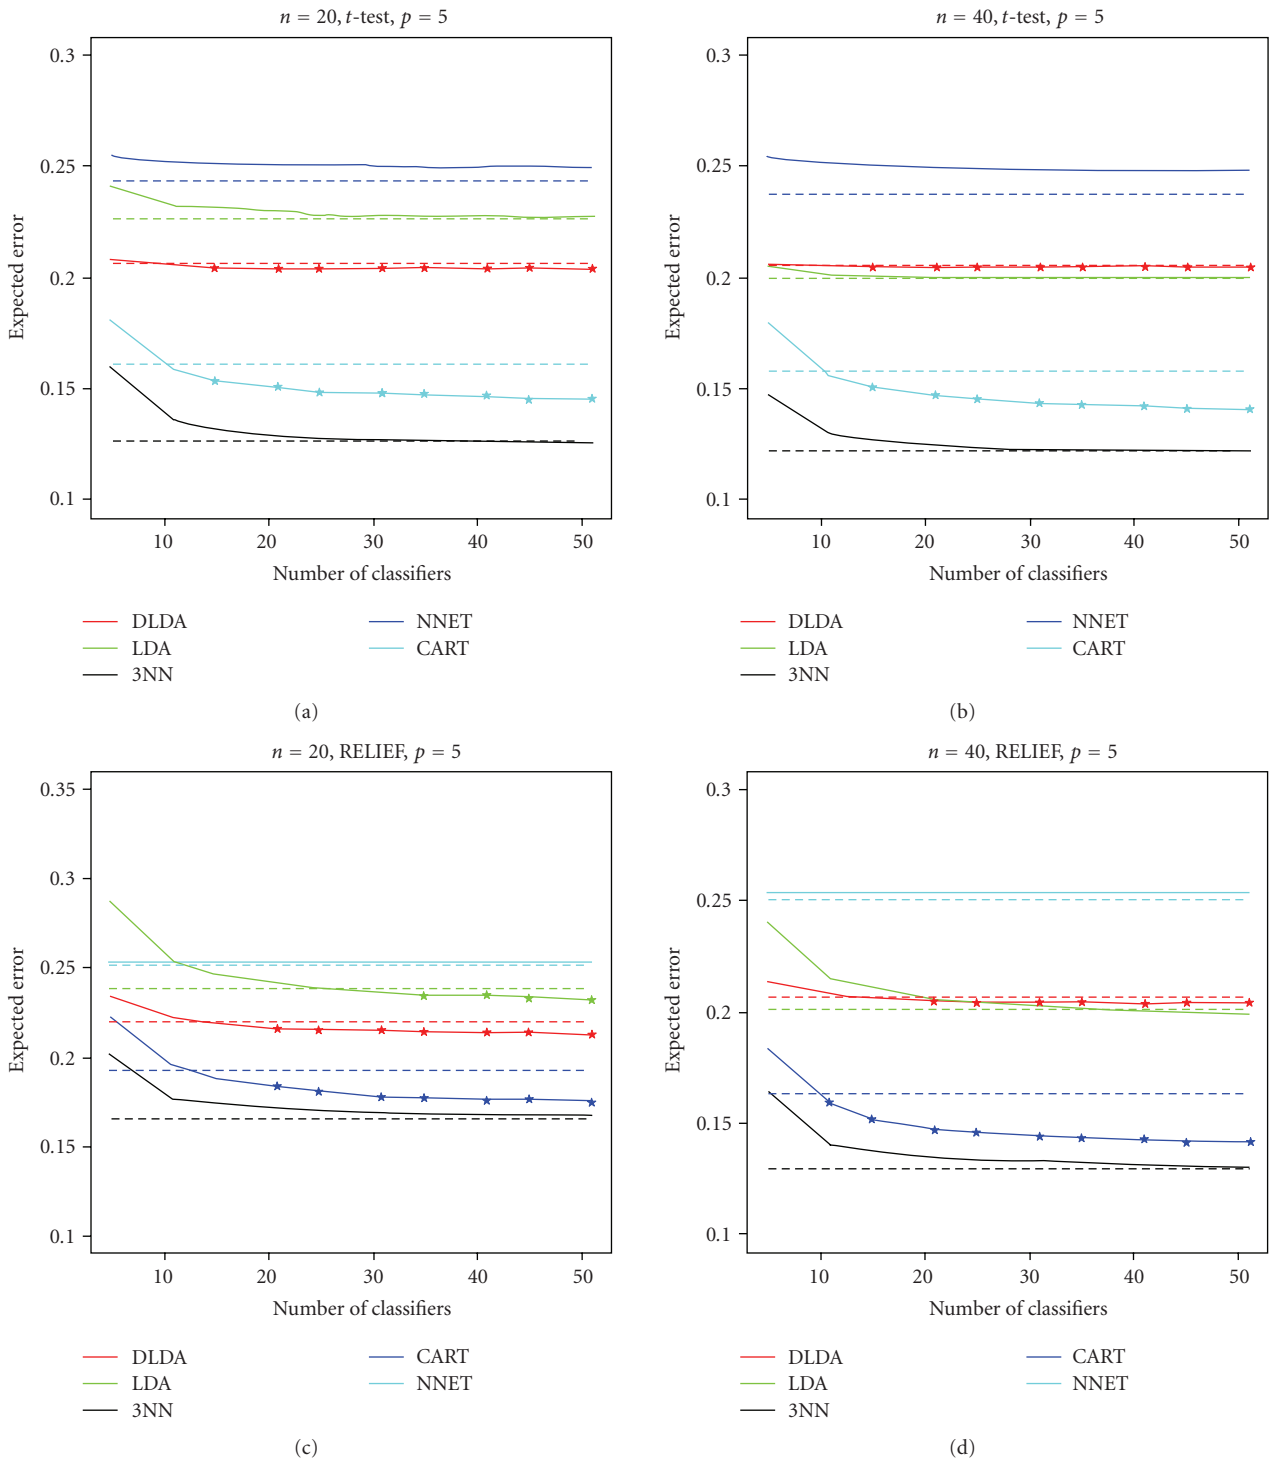 n = 20, t-test, p = 5
0.3
0.25
0.2
0.15
0.1
Expected error
10 20 30 40 50
Number of classifiers
DLDA NNET
LDA CART
3NN
(a)
n = 40, t-test, p = 5
0.3
0.25
0.2
0.15
0.1
Expected error
10 20 30 40 50
Number of classifiers
DLDA NNET
LDA CART
3NN
(b)
n = 20, RELIEF, p = 5
0.35
0.3
0.25
0.2
0.15
0.1
Expected error
10 20 30 40 50
Number of classifiers
DLDA CART
LDA NNET
3NN
(c)
n = 40, RELIEF, p = 5
0.3
0.25
0.2
0.15
0.1
Expected error
10 20 30 40 50
Number of classifiers
DLDA CART
LDA NNET
3NN
(d)